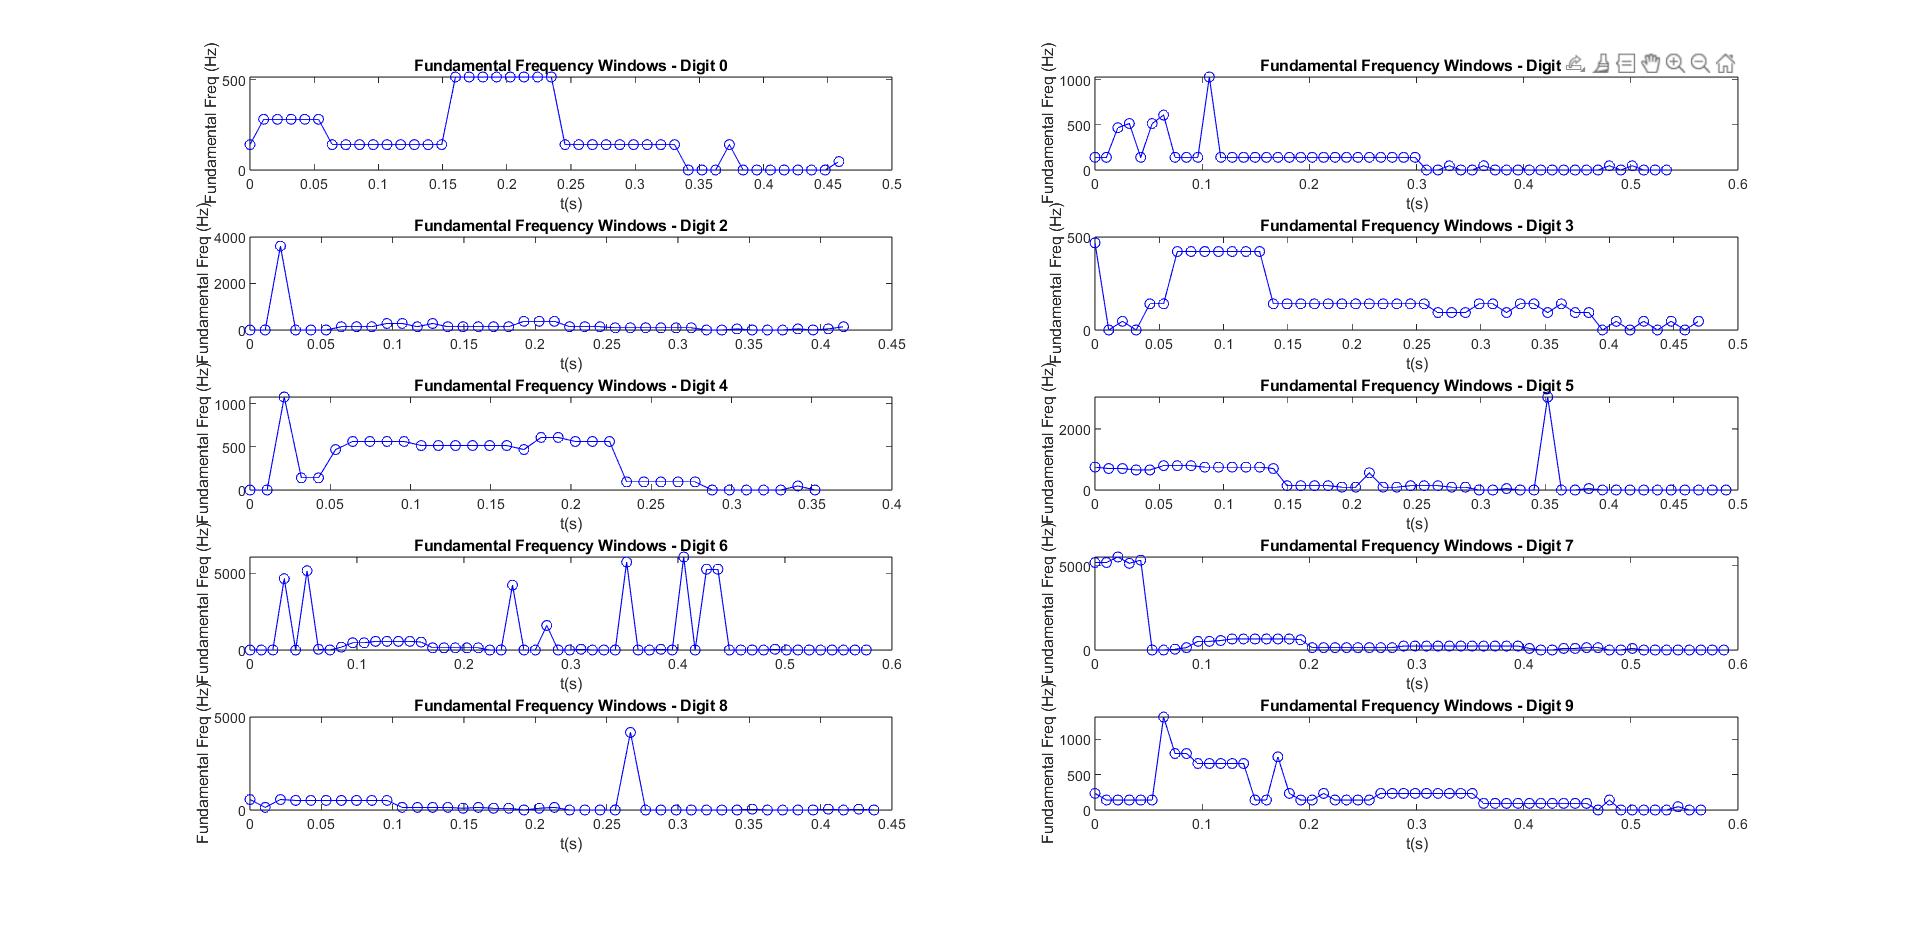 Fundamental Frequency Windows - Digit 0
Fundamental Freq (Hz)
500
0
0 0.05 0.1 0.15 0.2 0.25 0.3 0.35 0.4 0.45 0.5
t(s)
Fundamental Frequency Windows - Digit
Fundamental Freq (Hz)
1000
500
0
0 0.1 0.2 0.3 0.4 0.5 0.6
t(s)
Fundamental Frequency Windows - Digit 2
Fundamental Freq (Hz)
4000
2000
0
0 0.05 0.1 0.15 0.2 0.25 0.3 0.35 0.4 0.45
t(s)
Fundamental Frequency Windows - Digit 3
Fundamental Freq (Hz)
500
0
0 0.05 0.1 0.15 0.2 0.25 0.3 0.35 0.4 0.45 0.5
t(s)
Fundamental Frequency Windows - Digit 4
Fundamental Freq (Hz)
1000
500
0
0 0.05 0.1 0.15 0.2 0.25 0.3 0.35 0.4
t(s)
Fundamental Frequency Windows - Digit 5
Fundamental Freq (Hz)
2000
0
0 0.05 0.1 0.15 0.2 0.25 0.3 0.35 0.4 0.45 0.5
t(s)
Fundamental Frequency Windows - Digit 6
Fundamental Freq (Hz)
5000
0
0 0.1 0.2 0.3 0.4 0.5 0.6
t(s)
Fundamental Frequency Windows - Digit 7
Fundamental Freq (Hz)
5000
0
0 0.1 0.2 0.3 0.4 0.5 0.6
t(s)
Fundamental Frequency Windows - Digit 8
Fundamental Freq (Hz)
5000
0
0 0.05 0.1 0.15 0.2 0.25 0.3 0.35 0.4 0.45
t(s)
Fundamental Frequency Windows - Digit 9
Fundamental Freq (Hz)
1000
500
0
0 0.1 0.2 0.3 0.4 0.5 0.6
t(s)